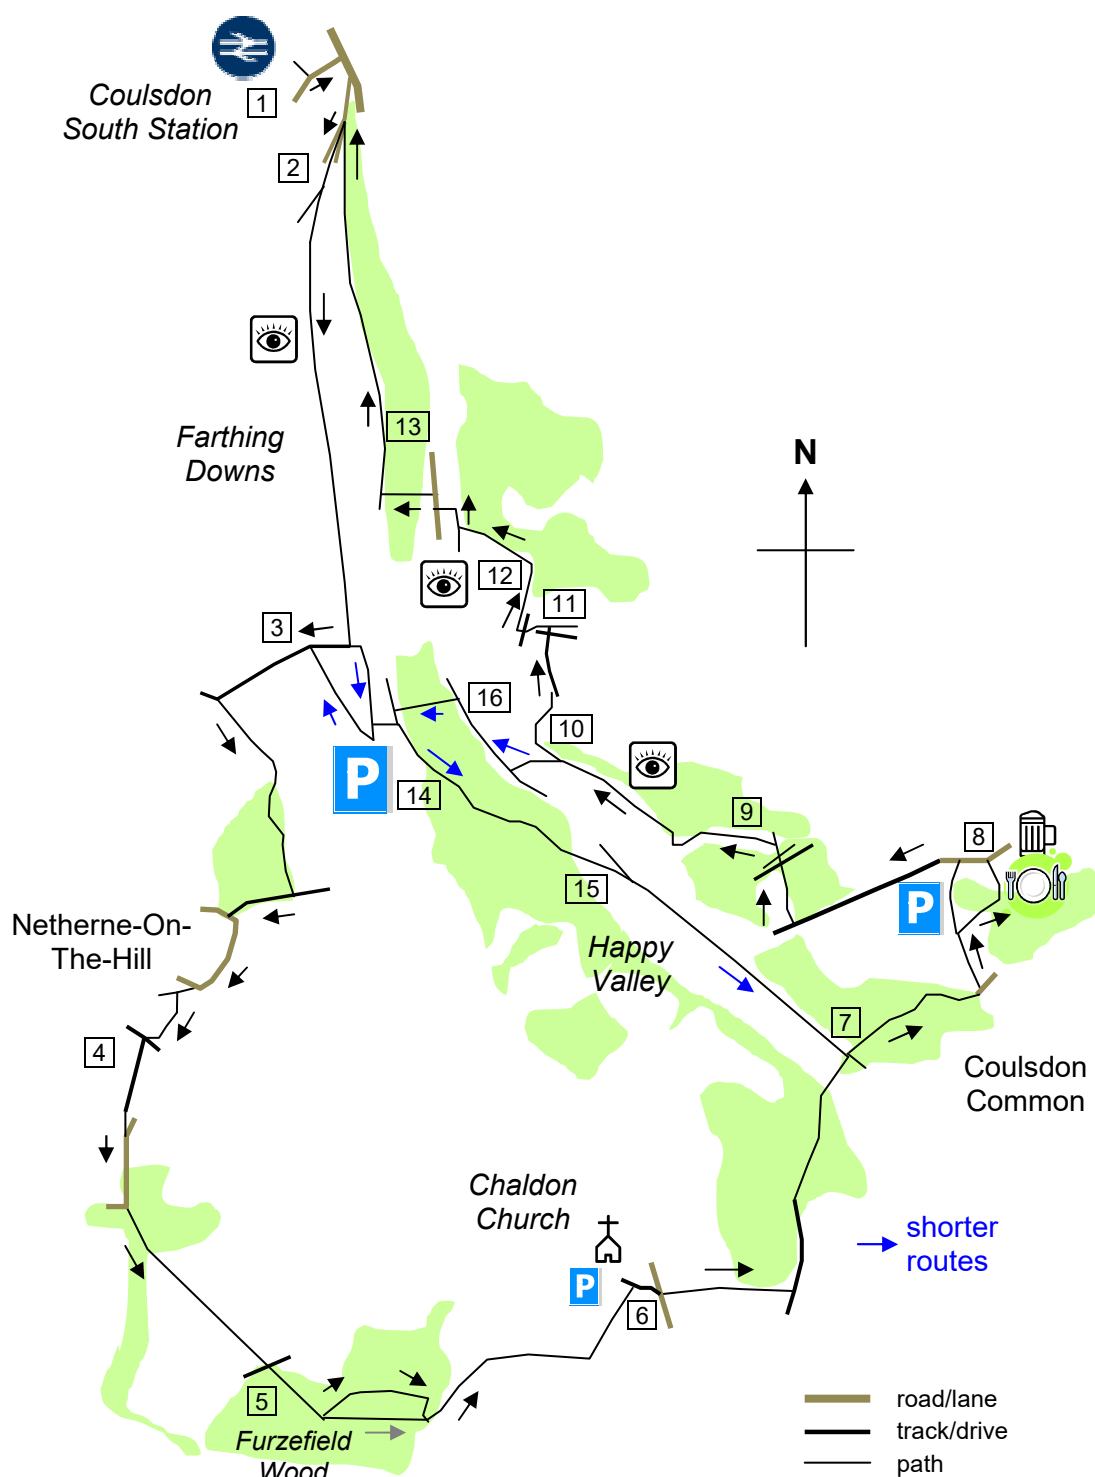 Coulsdon
South Station
1
2
Farthing
Downs
13
N
12
11
3
16
10
P
14
9
8
15
P
Netherne-On-
The-Hill
Happy
Valley
7
4
Coulsdon
Common
Chaldon
Church
shorter
routes
P
6
5
Furzefield
Wood
road/lane
track/drive
path